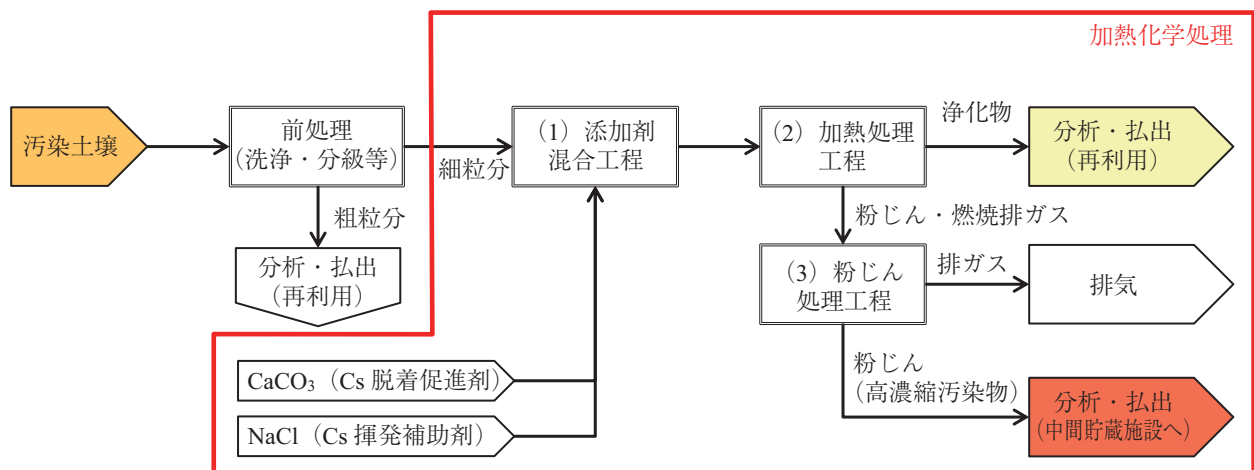 加熱化学処理
汚染土壌
前処理
（洗浄・分級等）
細粒分
（1）添加剤
混合工程
（2）加熱処理
工程
浄化物
分析・払出
（再利用）
粗粒分
分析・払出
（再利用）
粉じん・燃焼排ガス
（3）粉じん
処理工程
排ガス
排気
CaCO₃（Cs 脱着促進剤）
NaCl（Cs 揮発補助剤）
粉じん
（高濃縮汚染物）
分析・払出
（中間貯蔵施設へ）